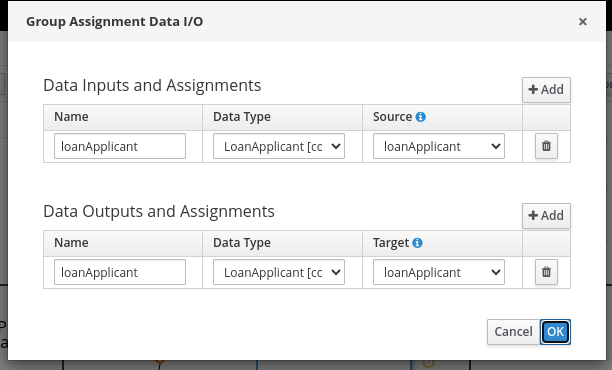 Group Assignment Data I/O
×
Data Inputs and Assignments
+ Add
Name Data Type Source
loanApplicant LoanApplicant [cc loanApplicant
Data Outputs and Assignments
+ Add
Name Data Type Target
loanApplicant LoanApplicant [cc loanApplicant
Cancel OK
P
a